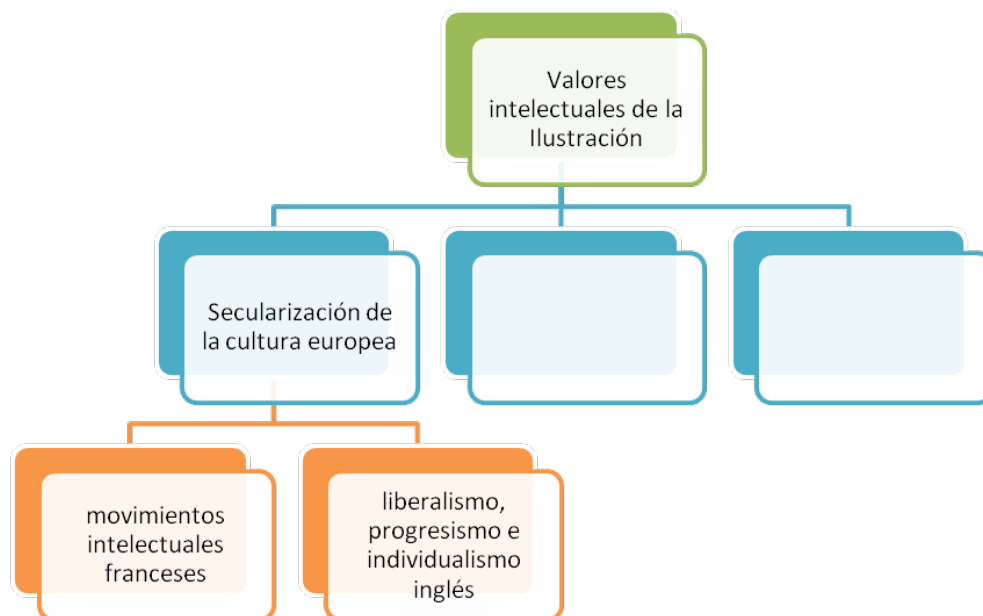 Valores
intelectuales de la
Ilustración
Secularización de
la cultura europea
movimientos
intelectuales
franceses
liberalismo,
progresismo e
individualismo
inglés